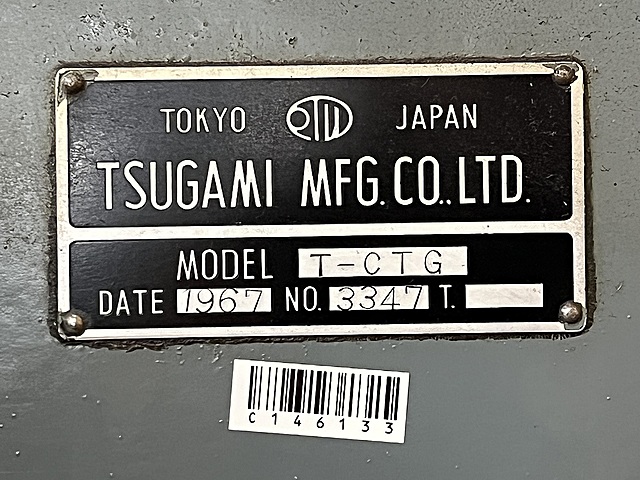 TOKYO JAPAN
TSUGAMI MFG.CO.,LTD.
MODEL T-CTG
DATE 1967 NO. 3347 T.
C146133